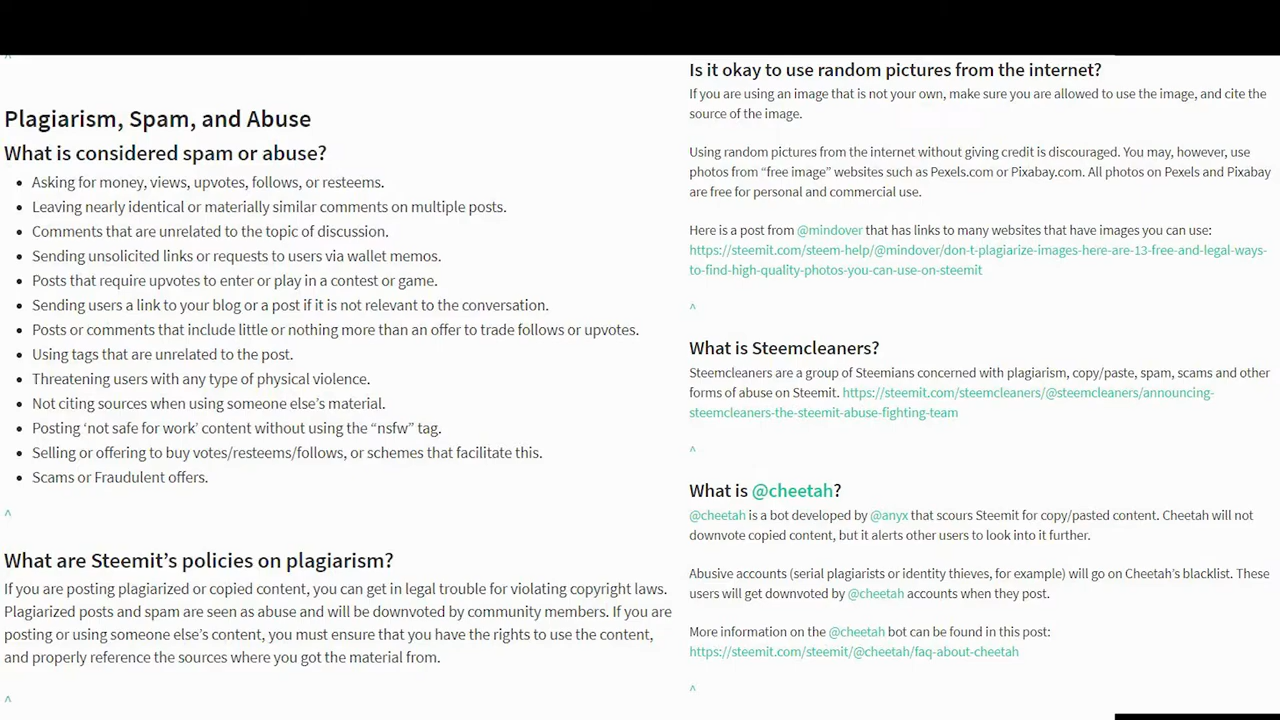 Plagiarism, Spam, and Abuse
What is considered spam or abuse?
• Asking for money, views, upvotes, follows, or resteems.
• Leaving nearly identical or materially similar comments on multiple posts.
• Comments that are unrelated to the topic of discussion.
• Sending unsolicited links or requests to users via wallet memos.
• Posts that require upvotes to enter or play in a contest or game.
• Sending users a link to your blog or a post if it is not relevant to the conversation.
• Posts or comments that include little or nothing more than an offer to trade follows or upvotes.
• Using tags that are unrelated to the post.
• Threatening users with any type of physical violence.
• Not citing sources when using someone else’s material.
• Posting ‘not safe for work’ content without using the “nsfw” tag.
• Selling or offering to buy votes/resteems/follows, or schemes that facilitate this.
• Scams or Fraudulent offers.
^
What are Steemit’s policies on plagiarism?
If you are posting plagiarized or copied content, you can get in legal trouble for violating copyright laws.
Plagiarized posts and spam are seen as abuse and will be downvoted by community members. If you are
posting or using someone else’s content, you must ensure that you have the rights to use the content,
and properly reference the sources where you got the material from.
^
Is it okay to use random pictures from the internet?
If you are using an image that is not your own, make sure you are allowed to use the image, and cite the
source of the image.
Using random pictures from the internet without giving credit is discouraged. You may, however, use
photos from “free image” websites such as Pexels.com or Pixabay.com. All photos on Pexels and Pixabay
are free for personal and commercial use.
Here is a post from @mindover that has links to many websites that have images you can use:
https://steemit.com/steem-help/@mindover/don-t-plagiarize-images-here-are-13-free-and-legal-ways-
to-find-high-quality-photos-you-can-use-on-steemit
^
What is Steemcleaners?
Steemcleaners are a group of Steemians concerned with plagiarism, copy/paste, spam, scams and other
forms of abuse on Steemit. https://steemit.com/steemcleaners/@steemcleaners/announcing-
steemcleaners-the-steemit-abuse-fighting-team
^
What is @cheetah?
@cheetah is a bot developed by @anyx that scours Steemit for copy/pasted content. Cheetah will not
downvote copied content, but it alerts other users to look into it further.
Abusive accounts (serial plagiarists or identity thieves, for example) will go on Cheetah’s blacklist. These
users will get downvoted by @cheetah accounts when they post.
More information on the @cheetah bot can be found in this post:
https://steemit.com/steemit/@cheetah/faq-about-cheetah
^